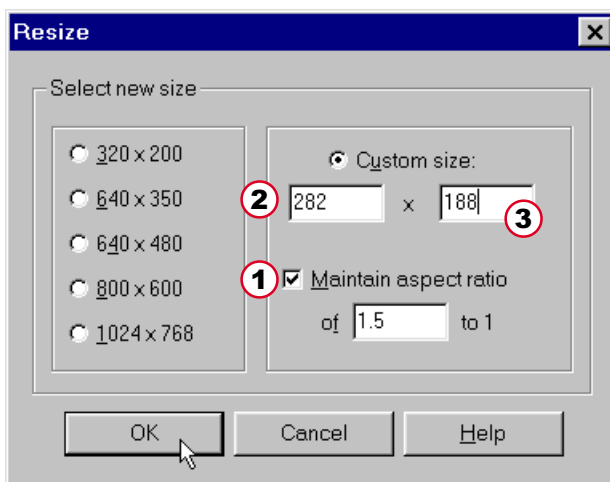 Resize
Select new size
320 x 200
640 x 350
640 x 480
800 x 600
1024 x 768
Custom size:
2 282 x 188 3
1 Maintain aspect ratio
of 1.5 to 1
OK Cancel Help